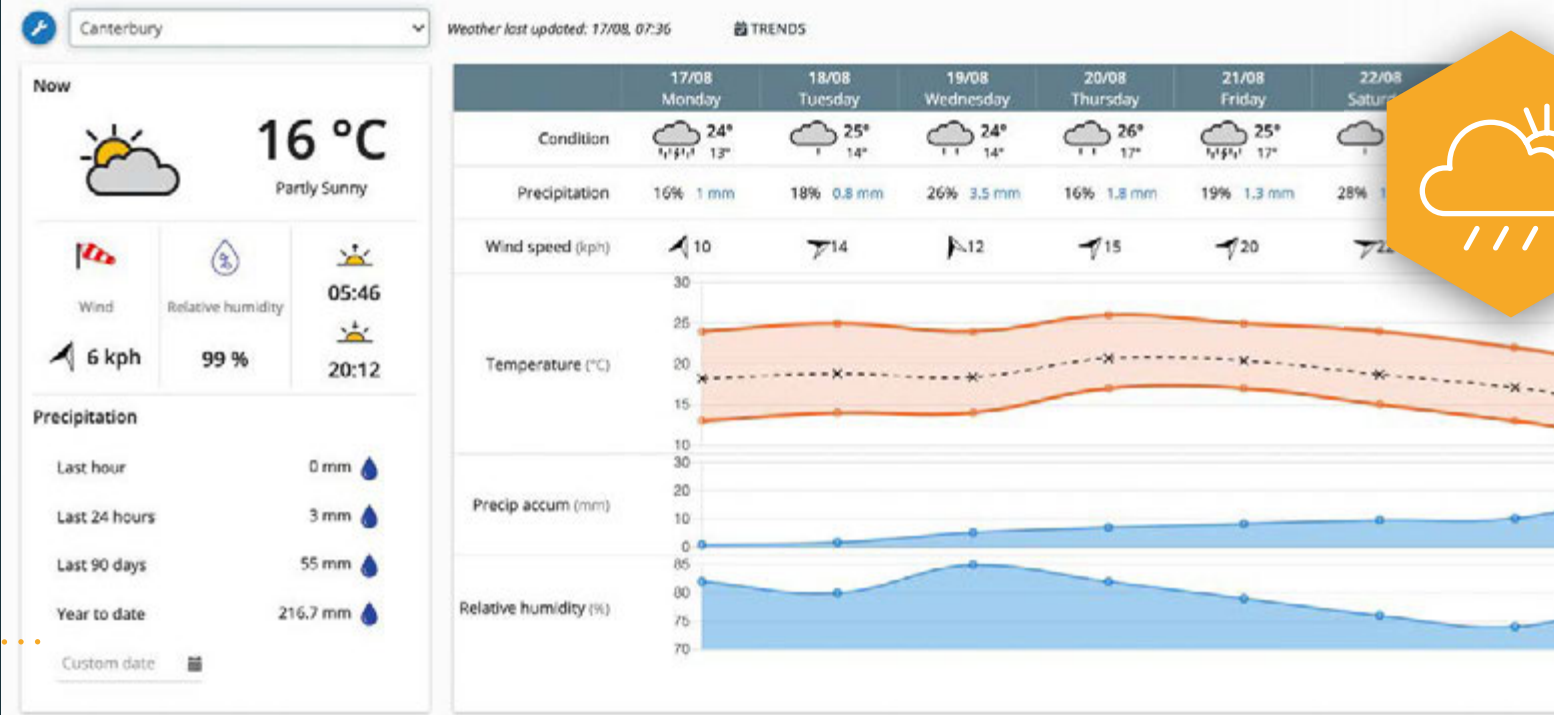 Canterbury
Weather last updated: 17/08, 07:36
TRENDS
Now
16 °C
Partly Sunny
Wind
6 kph
Relative humidity
99 %
05:46
20:12
Precipitation
Last hour 0 mm
Last 24 hours 3 mm
Last 90 days 55 mm
Year to date 216.7 mm
Custom date
17/08 18/08 19/08 20/08 21/08 22/08
Monday Tuesday Wednesday Thursday Friday
Condition 24° 25° 24° 26° 25°
13° 14° 14° 17° 17°
Precipitation 16% 1 mm 18% 0.8 mm 26% 3.5 mm 16% 1.8 mm 19% 1.3 mm 28%
Wind speed (kph) 10 14 12 15 20 22
Temperature (°C)
30
25
20
15
10
Precip accum (mm)
30
20
10
0
Relative humidity (%)
85
80
75
70